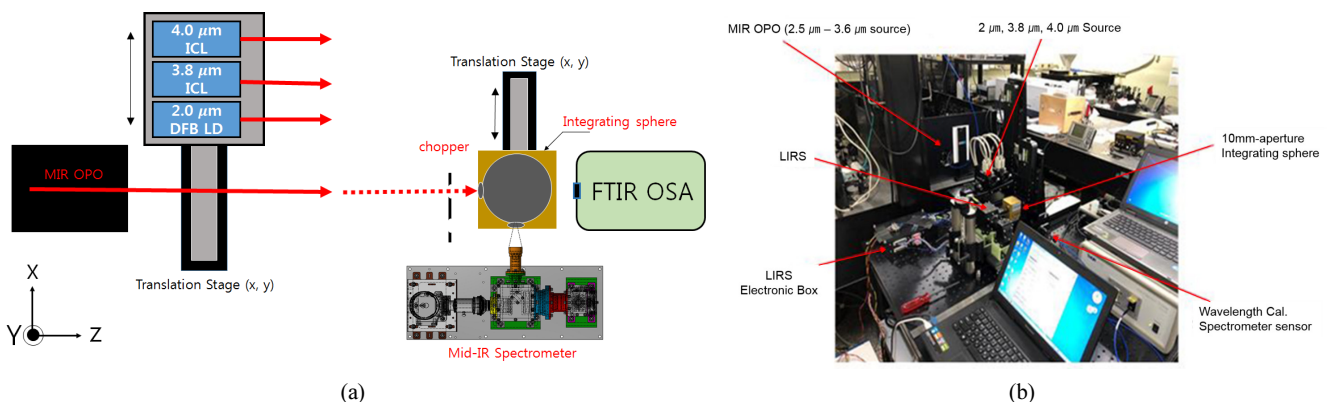 4.0 μm
ICL
3.8 μm
ICL
2.0 μm
DFB LD
MIR OPO
Translation Stage (x, y)
X
Y
Z
chopper
Translation Stage (x, y)
Integrating sphere
FTIR OSA
Mid-IR Spectrometer
(a)
MIR OPO (2.5 ㎛ – 3.6 ㎛ source)
2 ㎛, 3.8 ㎛, 4.0 ㎛ Source
LIRS
10mm-aperture
Integrating sphere
LIRS
Electronic Box
Wavelength Cal.
Spectrometer sensor
(b)